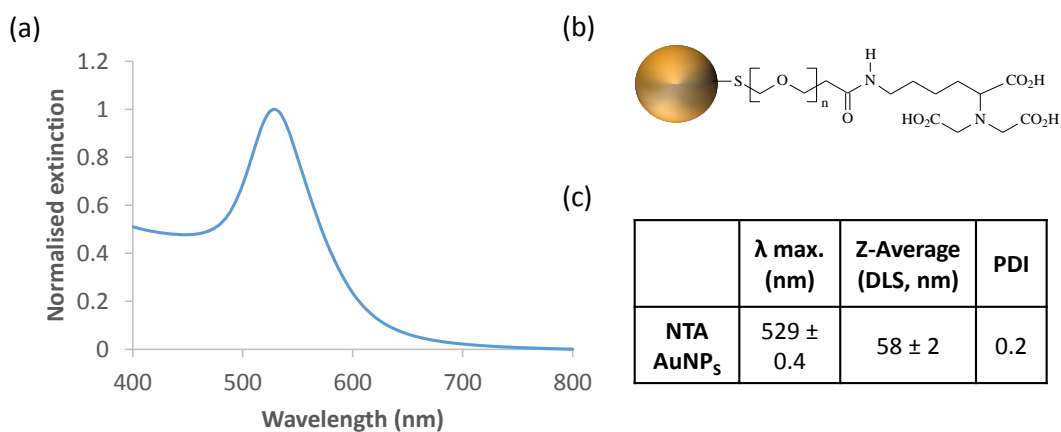 (a)
1.2
1
0.8
0.6
0.4
0.2
0
400 500 600 700 800
Normalised extinction
Wavelength (nm)
(b)
H
S O N CO₂H
n
O
HO₂C N CO₂H
(c)
λ max. (nm) Z-Average (DLS, nm) PDI
NTA AuNPₛ 529 ± 0.4 58 ± 2 0.2